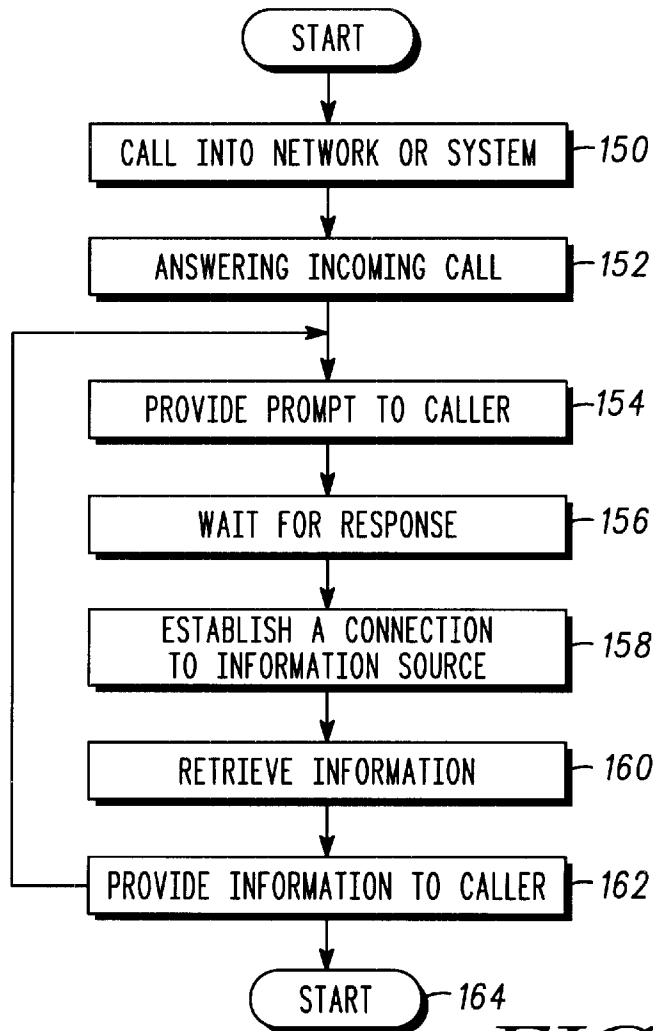 START
CALL INTO NETWORK OR SYSTEM
150
ANSWERING INCOMING CALL
152
PROVIDE PROMPT TO CALLER
154
WAIT FOR RESPONSE
156
ESTABLISH A CONNECTION
TO INFORMATION SOURCE
158
RETRIEVE INFORMATION
160
PROVIDE INFORMATION TO CALLER
162
START
164